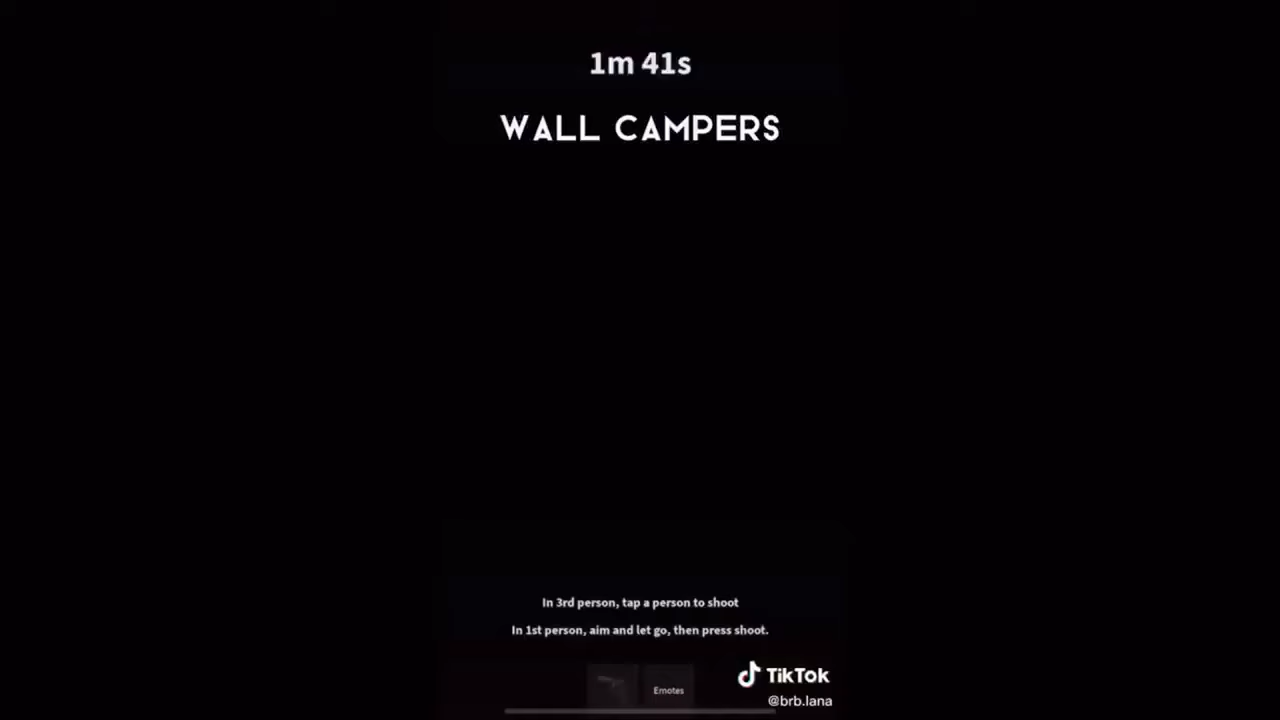 1m 41s
WALL CAMPERS
In 3rd person, tap a person to shoot
In 1st person, aim and let go, then press shoot.
Emotes
TikTok
@brb.lana